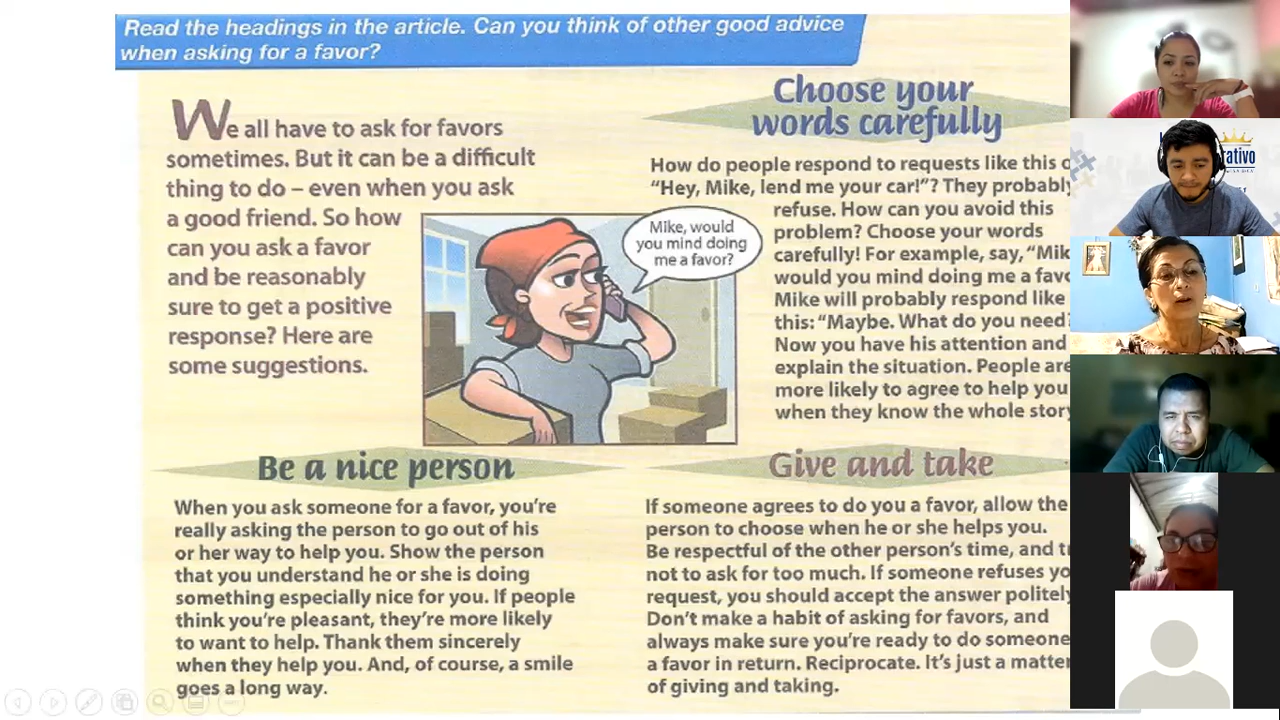 Read the headings in the article. Can you think of other good advice
when asking for a favor?
We all have to ask for favors
sometimes. But it can be a difficult
thing to do – even when you ask
a good friend. So how
can you ask a favor
and be reasonably
sure to get a positive
response? Here are
some suggestions.
Mike, would
you mind doing
me a favor?
Choose your
words carefully
How do people respond to requests like this
"Hey, Mike, lend me your car!"? They probably
refuse. How can you avoid this
problem? Choose your words
carefully! For example, say, "Mik
would you mind doing me a favo
Mike will probably respond like
this: "Maybe. What do you need?
Now you have his attention and
explain the situation. People are
more likely to agree to help you
when they know the whole story
Be a nice person
When you ask someone for a favor, you're
really asking the person to go out of his
or her way to help you. Show the person
that you understand he or she is doing
something especially nice for you. If people
think you're pleasant, they're more likely
to want to help. Thank them sincerely
when they help you. And, of course, a smile
goes a long way.
Give and take
If someone agrees to do you a favor, allow the
person to choose when he or she helps you.
Be respectful of the other person's time, and t
not to ask for too much. If someone refuses yo
request, you should accept the answer politely
Don't make a habit of asking for favors, and
always make sure you're ready to do someone
a favor in return. Reciprocate. It's just a matter
of giving and taking.